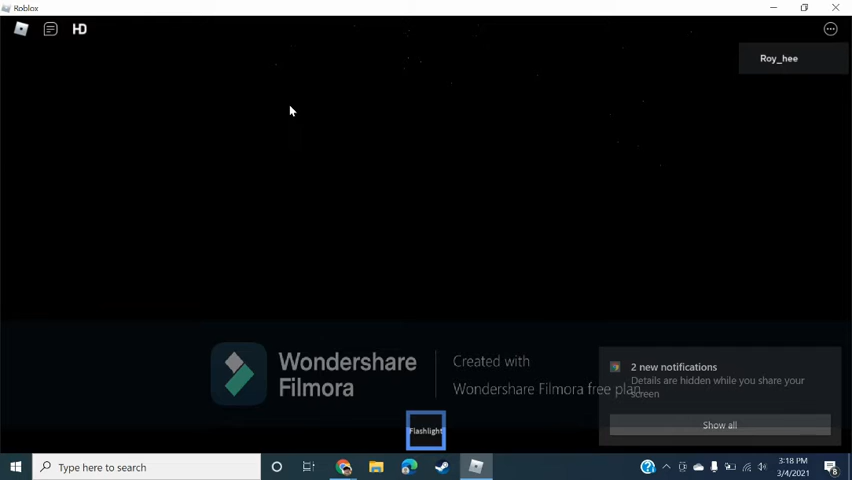 Roblox
HD
Roy_hee
Wondershare
Filmora
Created with
Wondershare Filmora free plan
2 new notifications
Details are hidden while you share your
screen
Show all
Flashlight
Type here to search
3:18 PM
3/4/2021
8